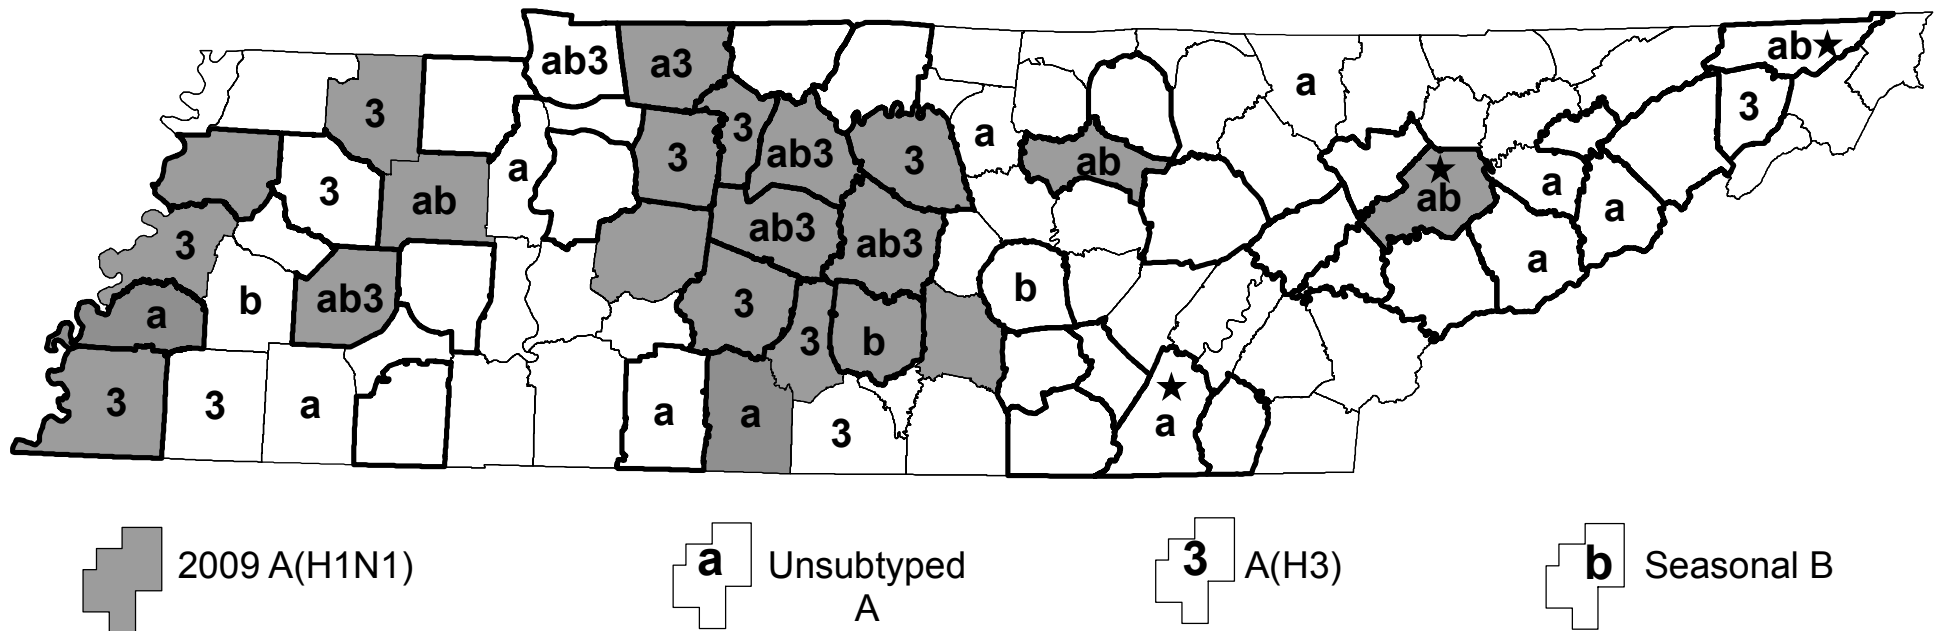 ab★
ab3 a3
a
3 3
3 3 ab3 3 a ab
3 ab a ★
ab a a
3 ab3 ab3 a
b ab3 3 b
a 3 b
3 3 a a a 3 ★
a
2009 A(H1N1) a Unsubtyped 3 A(H3) b Seasonal B
A